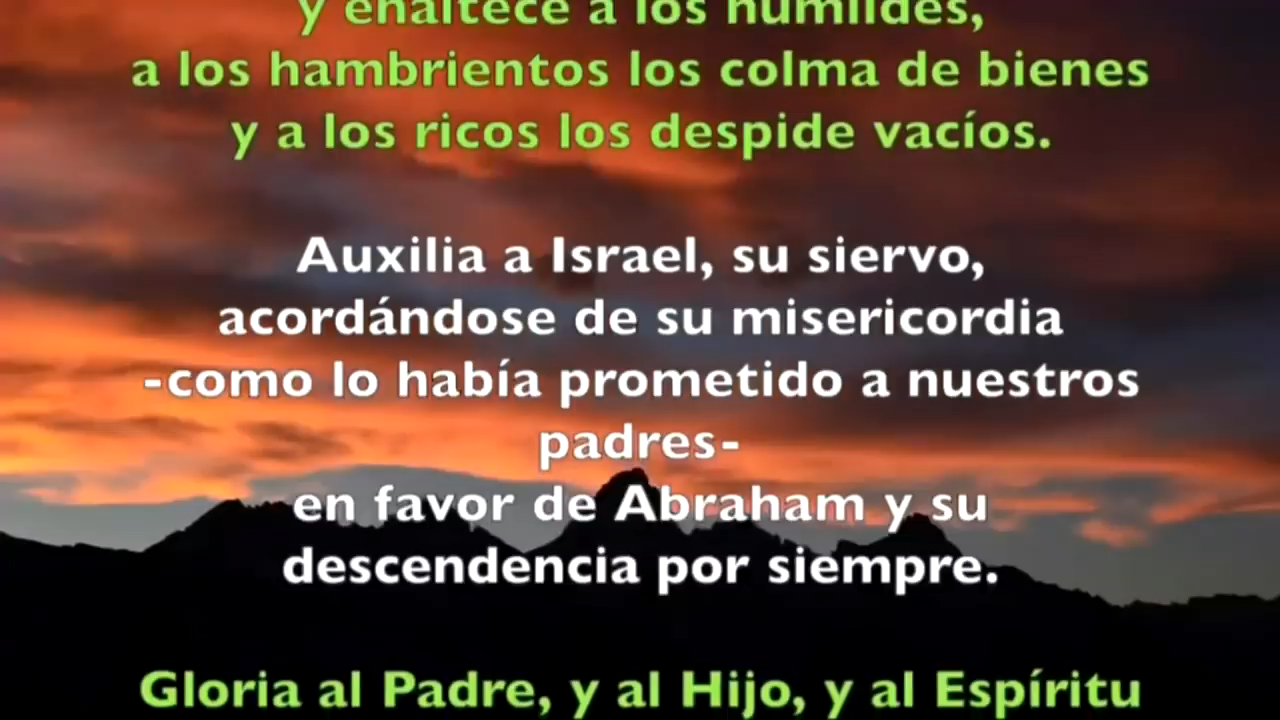 y enaltece a los humildes,
a los hambrientos los colma de bienes
y a los ricos los despide vacíos.
Auxilia a Israel, su siervo,
acordándose de su misericordia
-como lo había prometido a nuestros
padres-
en favor de Abraham y su
descendencia por siempre.
Gloria al Padre, y al Hijo, y al Espíritu